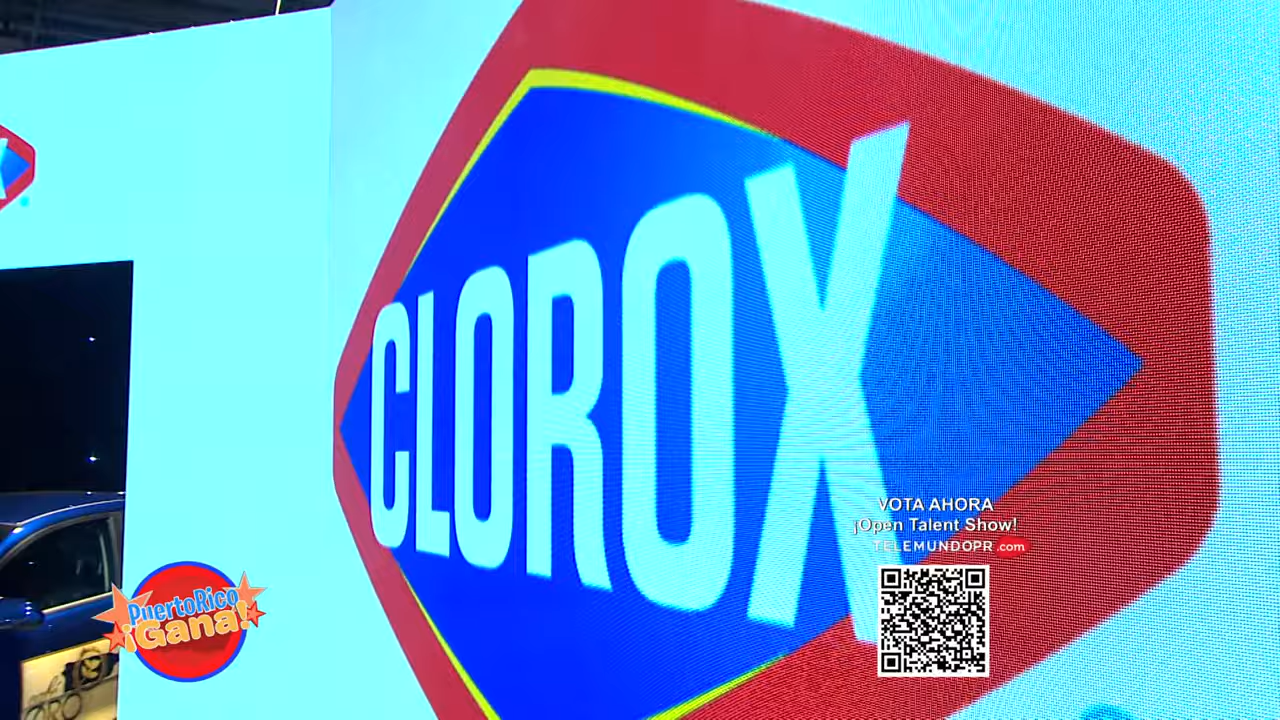 CLOROX
VOTA AHORA
¡Open Talent Show!
TELEMUNDOPR.com
PuertoRico
¡Gana!